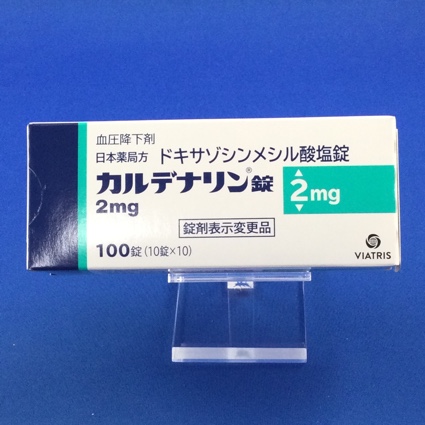 血圧降下剤
日本薬局方 ドキサゾシンメシル酸塩錠
カルデナリン®錠
2mg
2mg
錠剤表示変更品
100錠(10錠×10)
VIATRIS